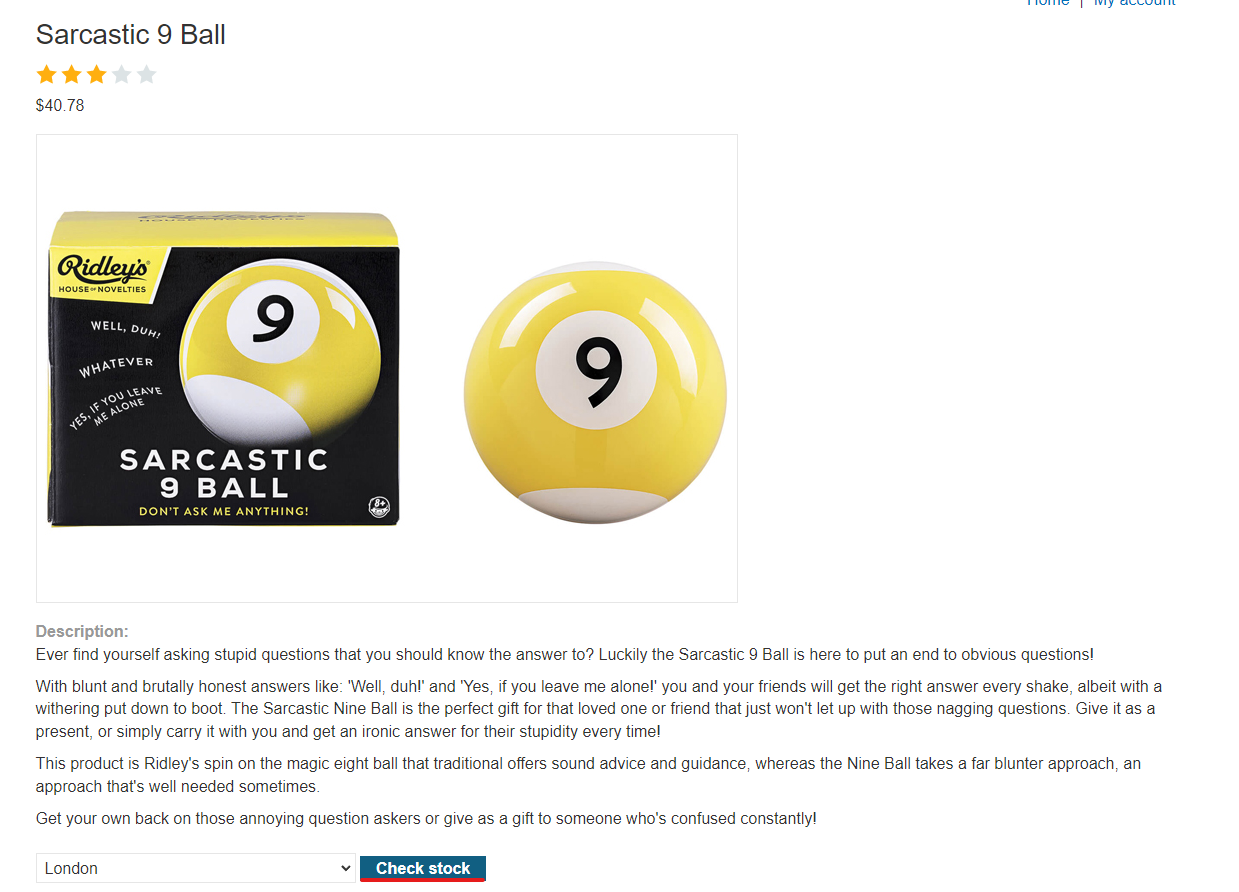 Home | My account
Sarcastic 9 Ball
$40.78
Ridley's
HOUSE OF NOVELTIES
Ridley's
HOUSE OF NOVELTIES
9
WELL, DUH!
WHATEVER
YES, IF YOU LEAVE
ME ALONE
SARCASTIC
9 BALL
DON'T ASK ME ANYTHING!
8+
9
Description:
Ever find yourself asking stupid questions that you should know the answer to? Luckily the Sarcastic 9 Ball is here to put an end to obvious questions!
With blunt and brutally honest answers like: 'Well, duh!' and 'Yes, if you leave me alone!' you and your friends will get the right answer every shake, albeit with a
withering put down to boot. The Sarcastic Nine Ball is the perfect gift for that loved one or friend that just won't let up with those nagging questions. Give it as a
present, or simply carry it with you and get an ironic answer for their stupidity every time!
This product is Ridley's spin on the magic eight ball that traditional offers sound advice and guidance, whereas the Nine Ball takes a far blunter approach, an
approach that's well needed sometimes.
Get your own back on those annoying question askers or give as a gift to someone who's confused constantly!
London
Check stock